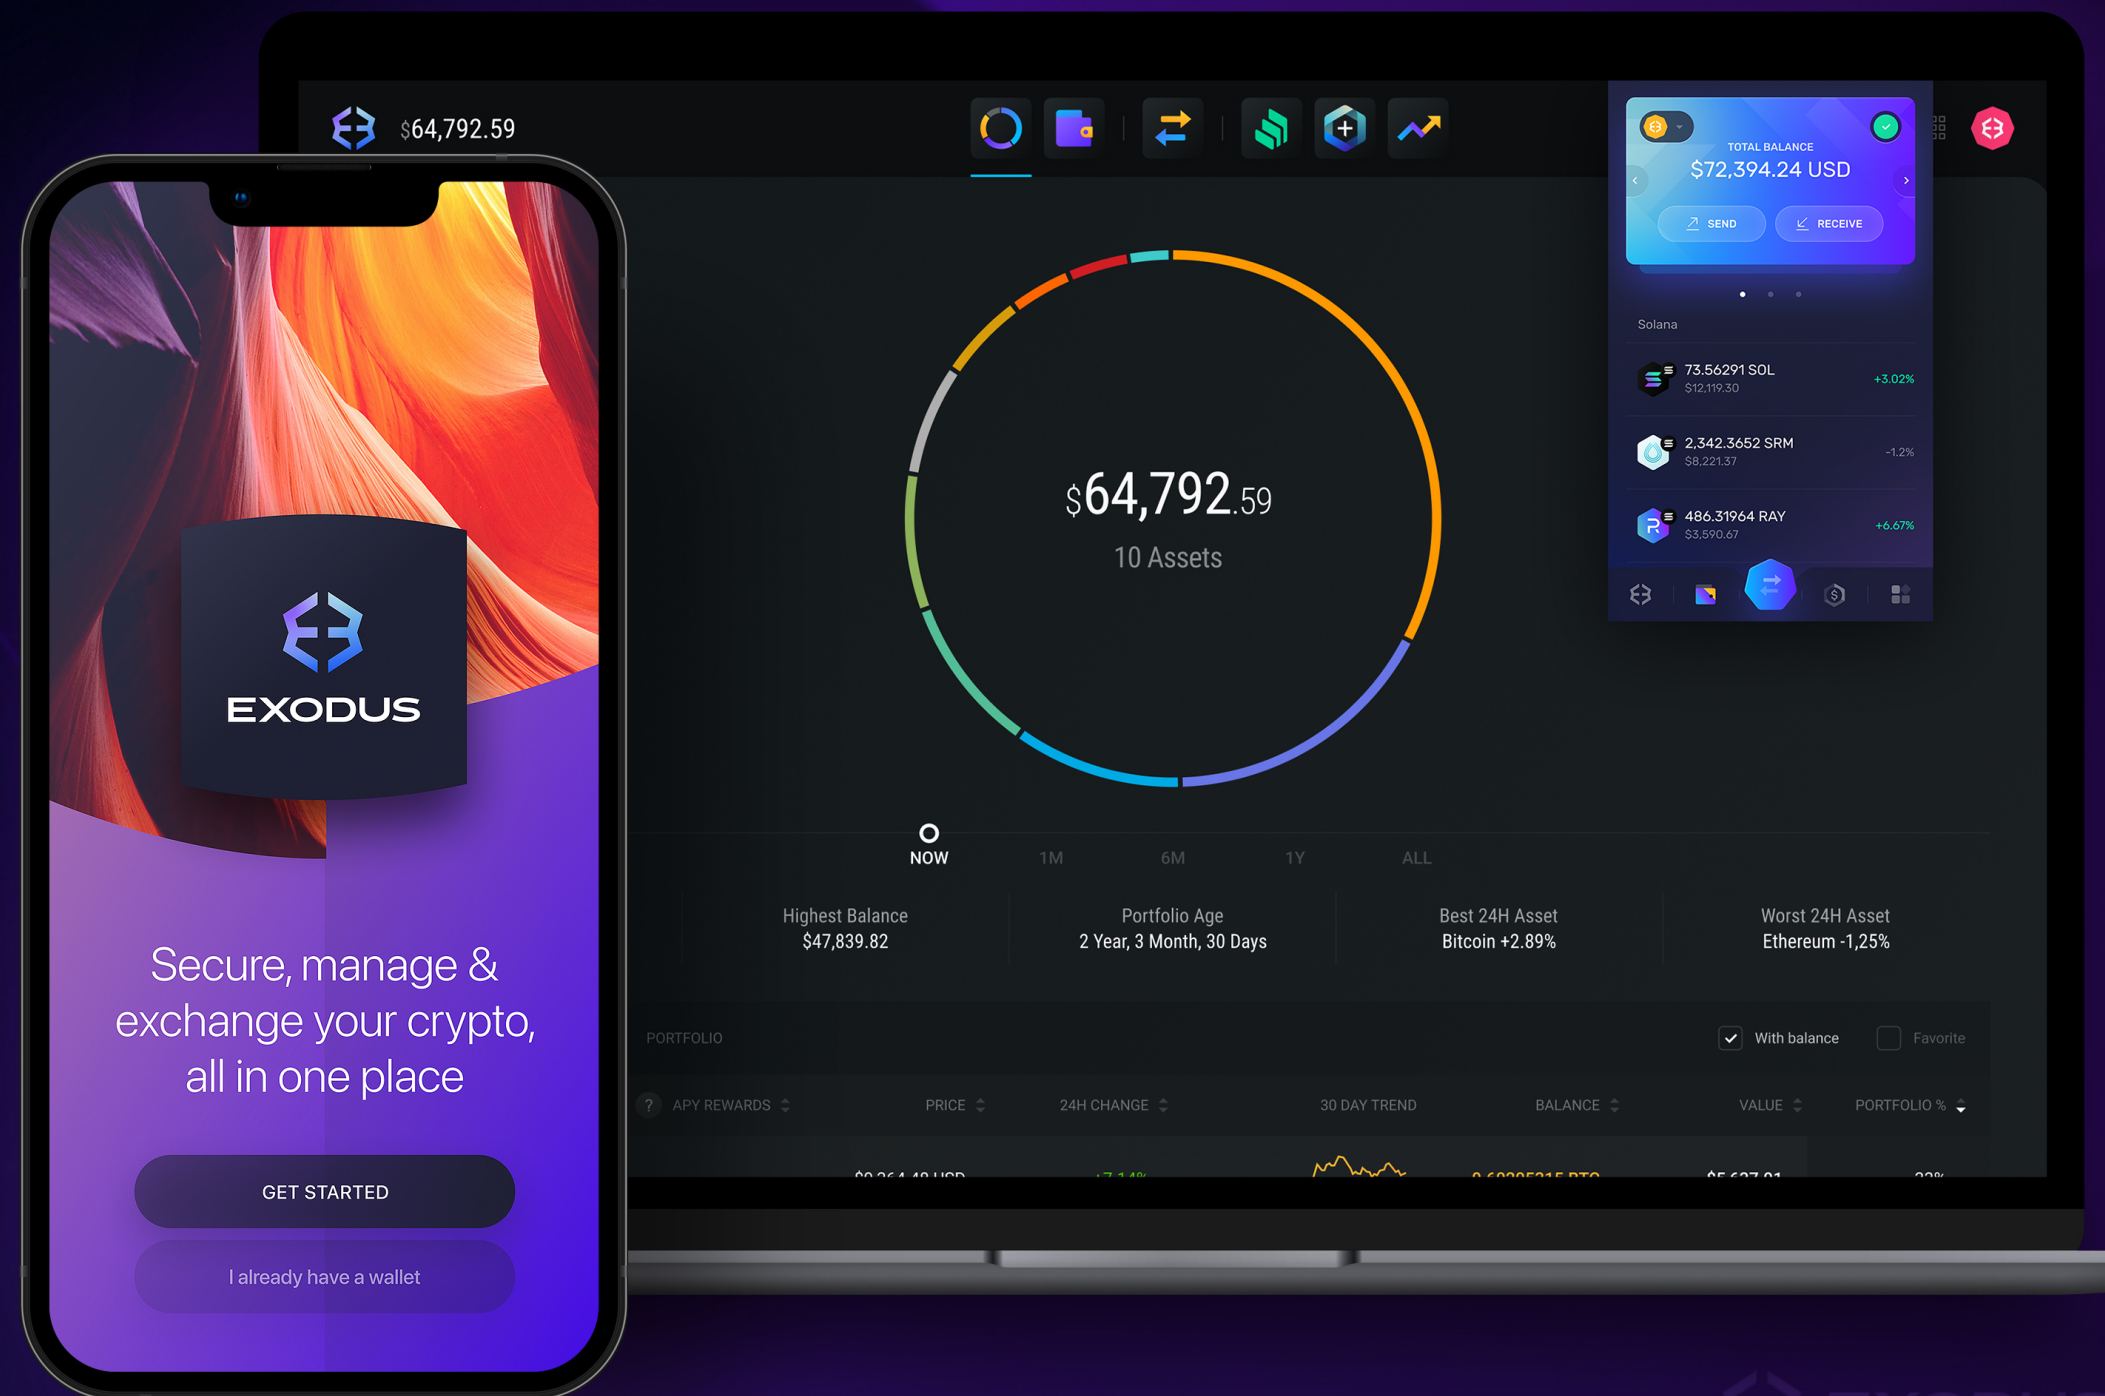 $64,792.59
TOTAL BALANCE
$72,394.24 USD
SEND
RECEIVE
Solana
73.56291 SOL
$12,119.30
+3.02%
2,342.3652 SRM
$8,221.37
-1.2%
486.31964 RAY
$3,590.67
+6.67%
$64,792.59
10 Assets
NOW
1M
6M
1Y
ALL
Highest Balance
$47,839.82
Portfolio Age
2 Year, 3 Month, 30 Days
Best 24H Asset
Bitcoin +2.89%
Worst 24H Asset
Ethereum -1,25%
PORTFOLIO
With balance
Favorite
? APY REWARDS
PRICE
24H CHANGE
30 DAY TREND
BALANCE
VALUE
PORTFOLIO %
EXODUS
Secure, manage &
exchange your crypto,
all in one place
GET STARTED
I already have a wallet